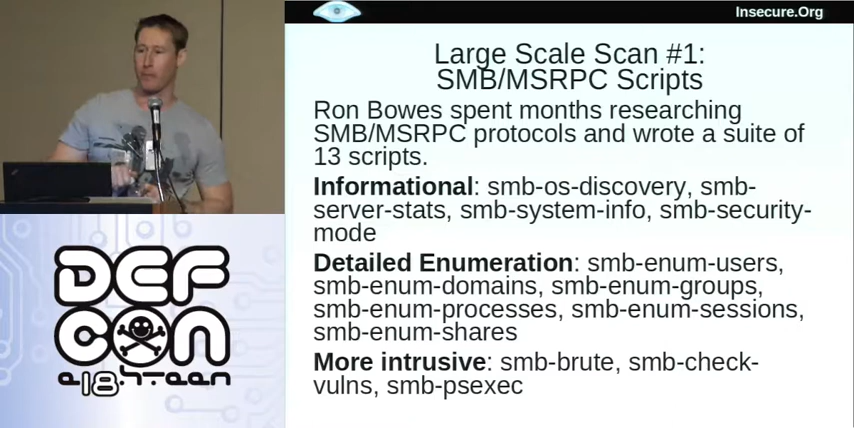 Insecure.Org
Large Scale Scan #1:
SMB/MSRPC Scripts
Ron Bowes spent months researching
SMB/MSRPC protocols and wrote a suite of
13 scripts.
Informational: smb-os-discovery, smb-
server-stats, smb-system-info, smb-security-
mode
Detailed Enumeration: smb-enum-users,
smb-enum-domains, smb-enum-groups,
smb-enum-processes, smb-enum-sessions,
smb-enum-shares
More intrusive: smb-brute, smb-check-
vulns, smb-psexec
DEF
CON
e18hteen